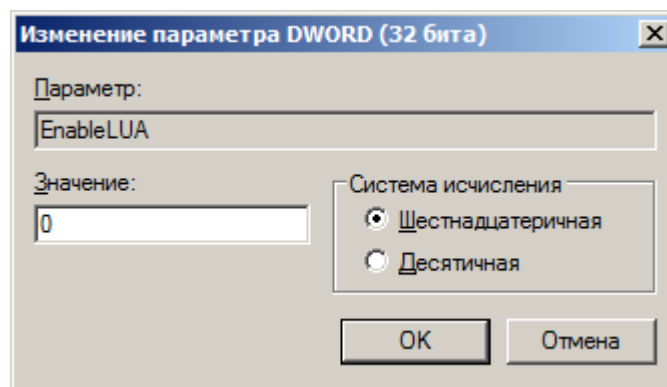 Изменение параметра DWORD (32 бита)
Параметр:
EnableLUA
Значение:
0
Система исчисления
Шестнадцатеричная
Десятичная
OK
Отмена